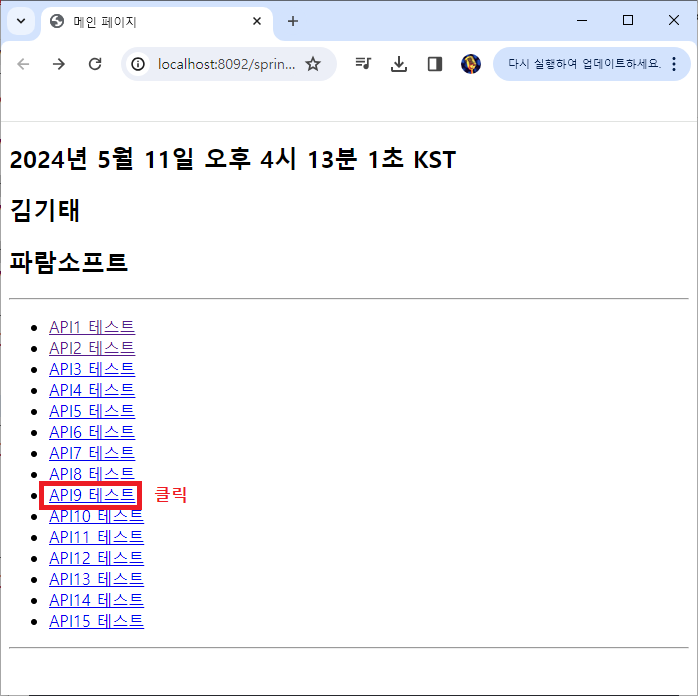 메인 페이지
localhost:8092/sprin...
다시 실행하여 업데이트하세요.
2024년 5월 11일 오후 4시 13분 1초 KST
김기태
파람소프트
API1 테스트
API2 테스트
API3 테스트
API4 테스트
API5 테스트
API6 테스트
API7 테스트
API8 테스트
API9 테스트 클릭
API10 테스트
API11 테스트
API12 테스트
API13 테스트
API14 테스트
API15 테스트